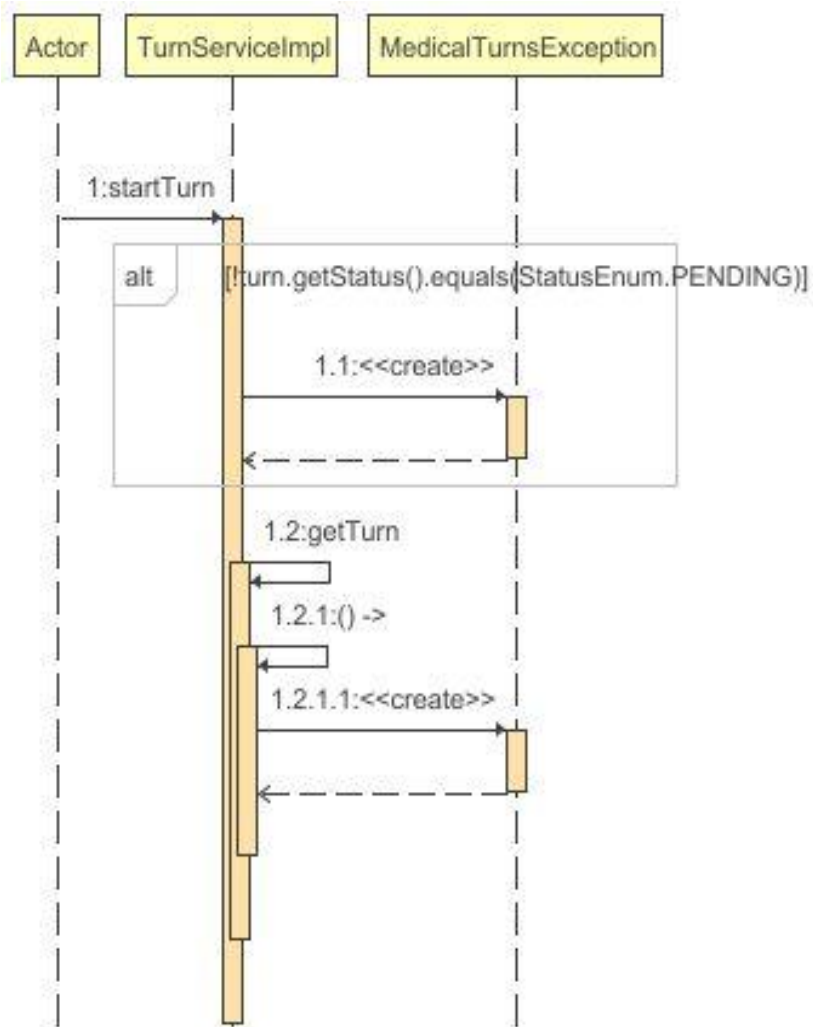 Actor
TurnServiceImpl
MedicalTurnsException
1:startTurn
alt
[!turn.getStatus().equals(StatusEnum.PENDING)]
1.1:<<create>>
1.2:getTurn
1.2.1:() ->
1.2.1.1:<<create>>